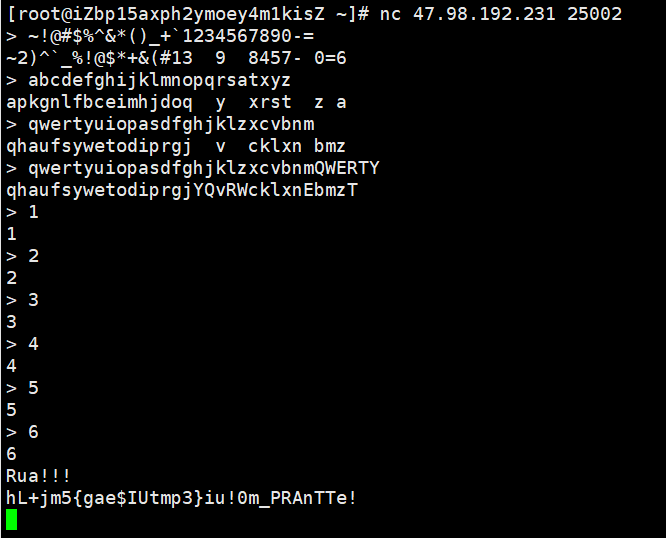 [root@iZbp15axph2ymoey4m1kisZ ~]# nc 47.98.192.231 25002
> ~!@#$%^&*()_+`1234567890-=
~2)^`_%!@$*+&(#13  9  8457- 0=6
> abcdefghijklmnopqrsatxyz
apkgnlfbceimhjdoq  y  xrst  z a
> qwertyuiopasdfghjklzxcvbnm
qhaufsywetodiprgj  v  cklxn bmz
> qwertyuiopasdfghjklzxcvbnmQWERTY
qhaufsywetodiprgjYQvRWcklxnEbmzT
> 1
1
> 2
2
> 3
3
> 4
4
> 5
5
> 6
6
Rua!!!
hL+jm5{gae$IUtmp3}iu!0m_PRAnTTe!